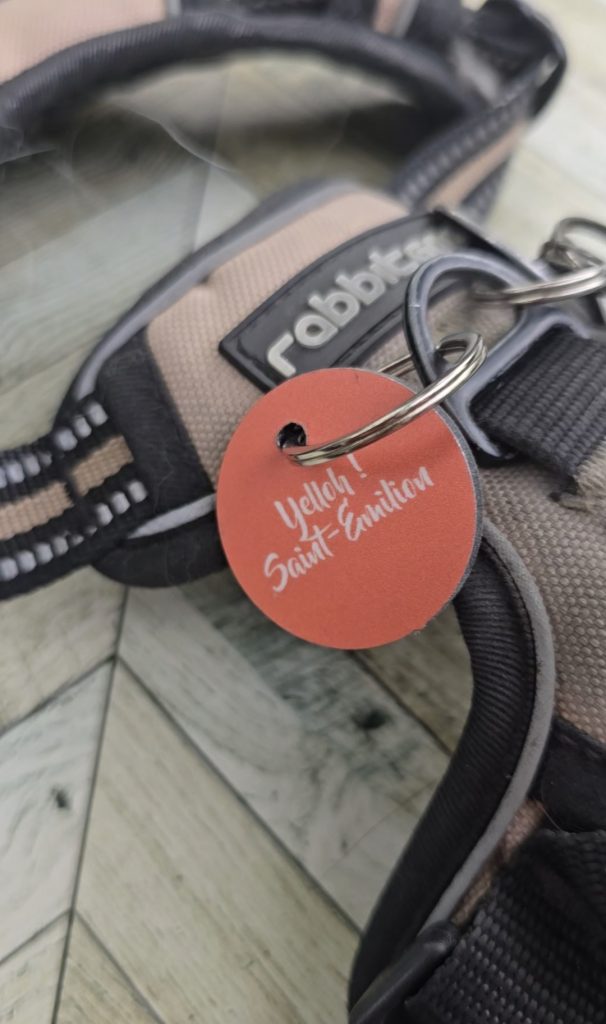 rabbitgoo
Yelloh !
Saint-Emilion